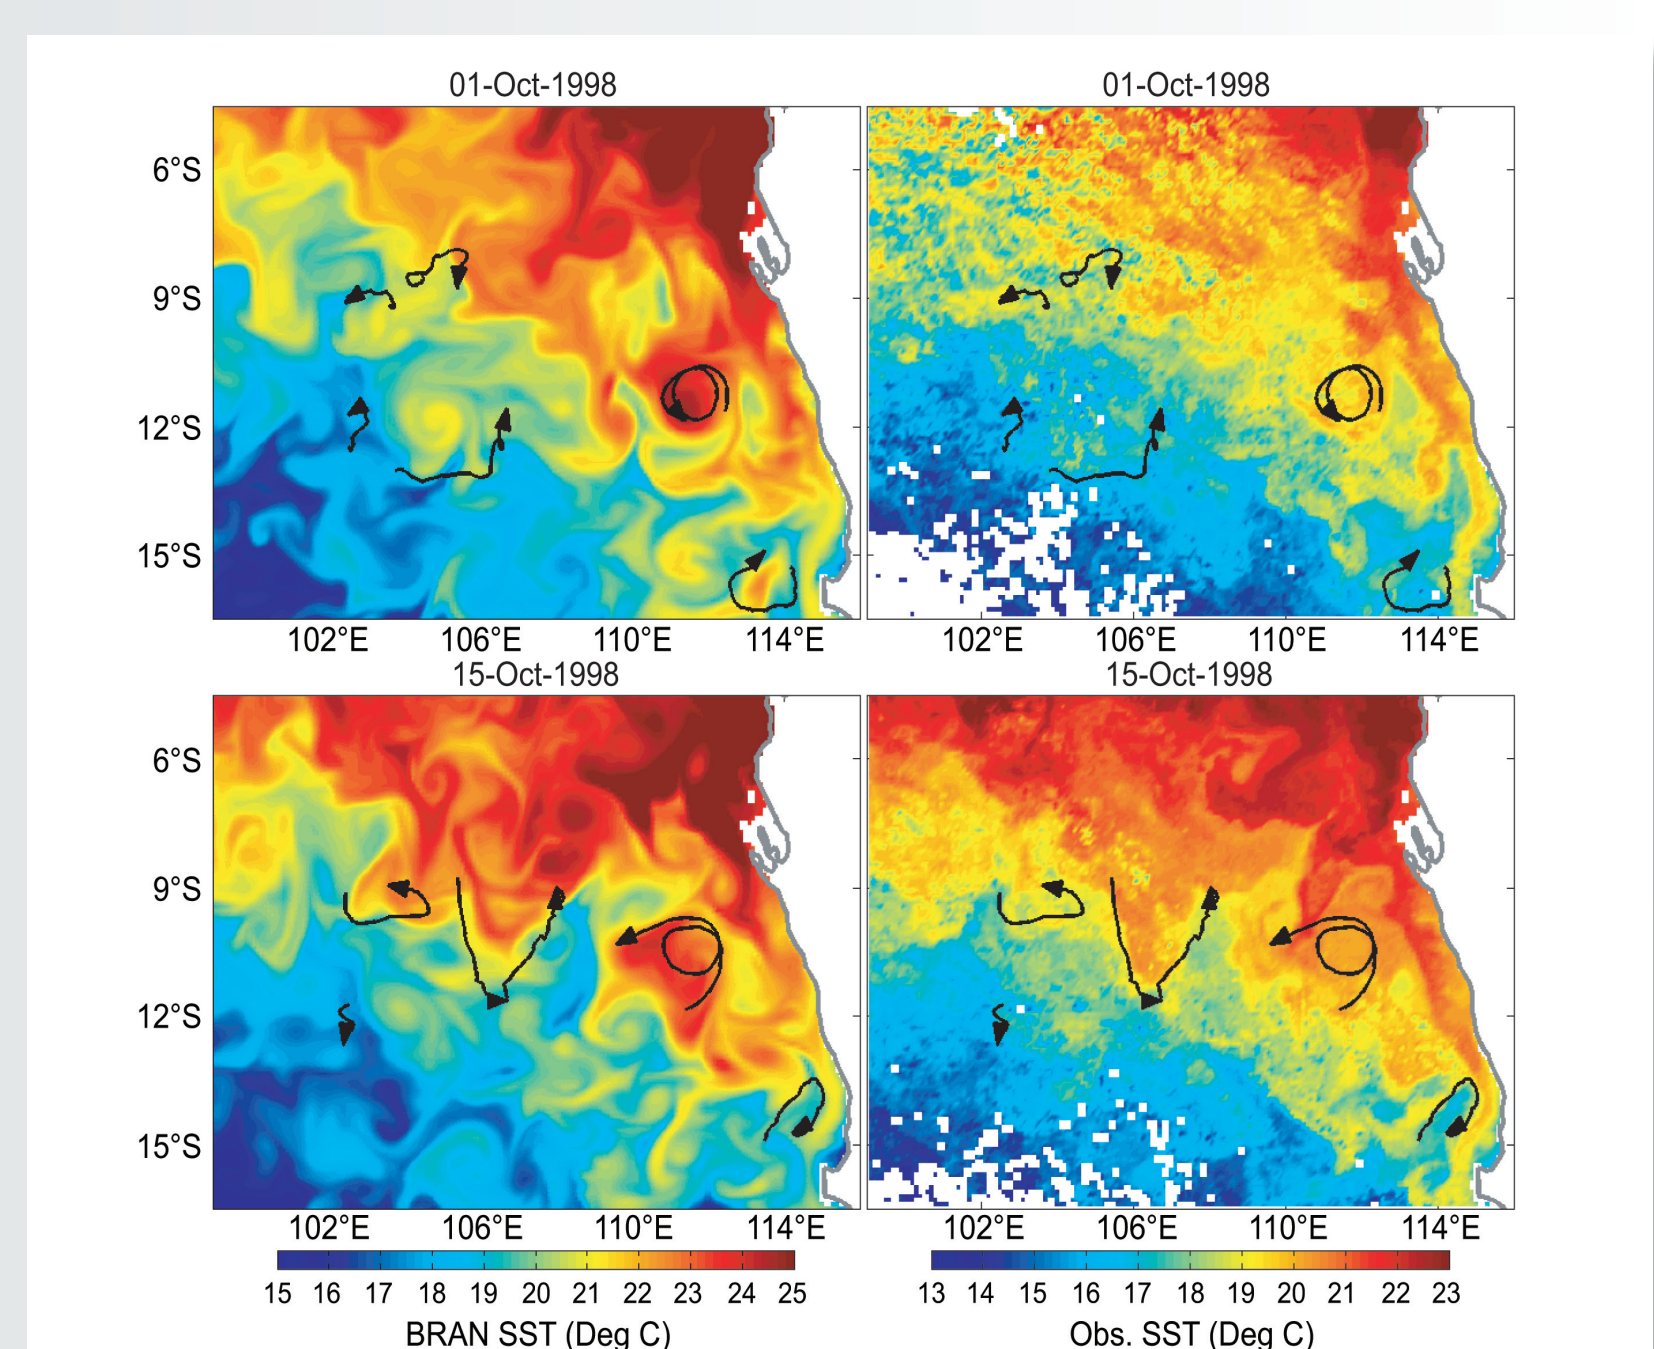 01-Oct-1998 01-Oct-1998
6°S
9°S
12°S
15°S
102°E 106°E 110°E 114°E 102°E 106°E 110°E 114°E
15-Oct-1998 15-Oct-1998
6°S
9°S
12°S
15°S
102°E 106°E 110°E 114°E 102°E 106°E 110°E 114°E
15 16 17 18 19 20 21 22 23 24 25 13 14 15 16 17 18 19 20 21 22 23
BRAN SST (Deg C) Obs. SST (Deg C)